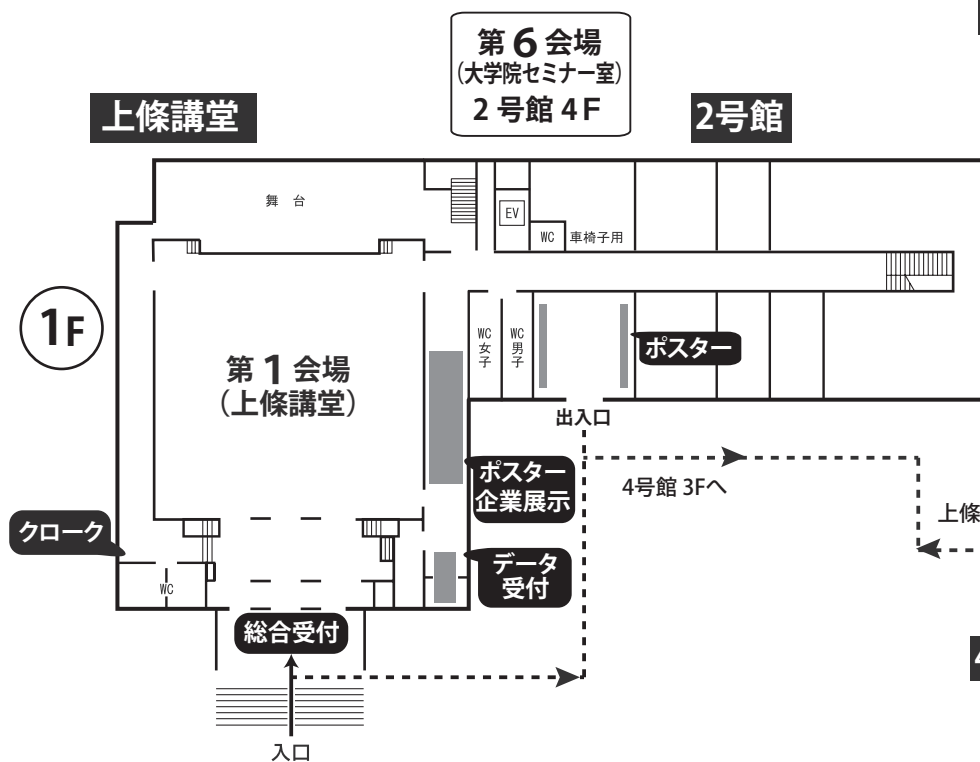 第6会場
(大学院セミナー室)
2号館 4F
上條講堂
2号館
舞 台
EV
WC
車椅子用
1F
第1会場
(上條講堂)
WC
女子
WC
男子
ポスター
出入口
ポスター
企業展示
4号館 3Fへ
上條
クローク
データ
受付
WC
総合受付
入口